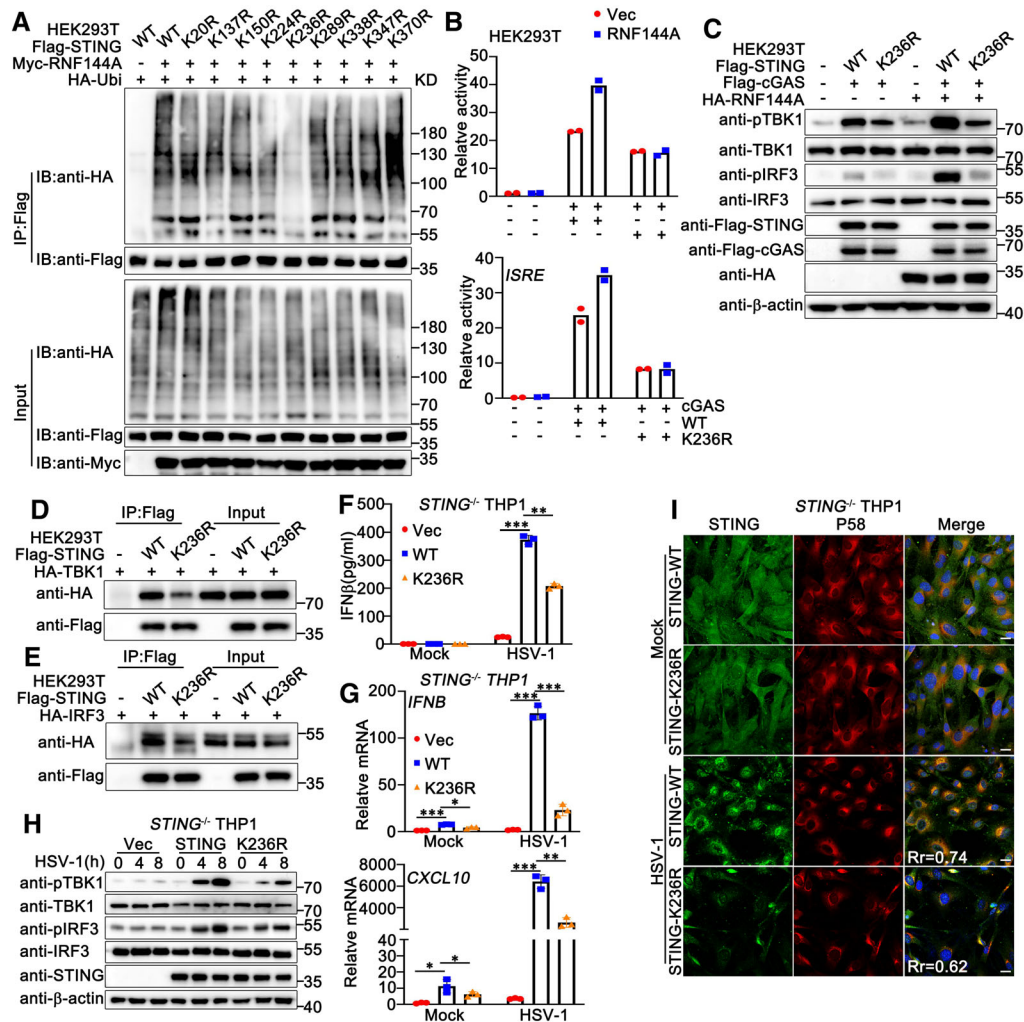 A
HEK293T
Flag-STING
WT WT K20R K137R K150R K224R K236R K289R K338R K347R K370R
Myc-RNF144A - + + + + + + + + + +
HA-Ubi + + + + + + + + + + + KD
IP:Flag
IB:anti-HA
180
130
100
70
55
IB:anti-Flag
35
Input
IB:anti-HA
180
130
100
70
55
IB:anti-Flag
35
IB:anti-Myc
35
B
HEK293T
Vec
RNF144A
Relative activity
50
40
30
20
10
0
- - + + + +
- - + + + +
ISRE
Relative activity
40
30
20
10
0
- - + + + + cGAS
- - + + - - WT
- - - - + + K236R
C
HEK293T
Flag-STING - WT K236R - WT K236R
Flag-cGAS - + + - + +
HA-RNF144A - - - + + +
anti-pTBK1 70
anti-TBK1 70
anti-pIRF3 55
anti-IRF3 55
anti-Flag-STING 35
anti-Flag-cGAS 70
anti-HA 35
anti-β-actin 40
D
IP:Flag Input
HEK293T
Flag-STING - WT K236R - WT K236R
HA-TBK1 + + + + + +
anti-HA 70
anti-Flag 35
E
IP:Flag Input
HEK293T
Flag-STING - WT K236R - WT K236R
HA-IRF3 + + + + + +
anti-HA 55
anti-Flag 35
F
STING-/- THP1
IFNβ(pg/ml)
500
400
300
200
100
0
Vec
WT
K236R
*** **
Mock HSV-1
G
STING-/- THP1
IFNB
Relative mRNA
200
100
50
10
0
Vec
WT
K236R
*** *
*** ***
Mock HSV-1
CXCL10
Relative mRNA
8000
6000
4000
2000
40
30
20
10
0
* *
*** **
Mock HSV-1
H
STING-/- THP1
Vec STING K236R
HSV-1(h) 0 4 8 0 4 8 0 4 8
anti-pTBK1 70
anti-TBK1 70
anti-pIRF3 55
anti-IRF3 55
anti-STING 35
anti-β-actin 40
I
STING-/- THP1
STING P58 Merge
Mock
STING-WT
STING-K236R
HSV-1
STING-WT
Rr=0.74
STING-K236R
Rr=0.62